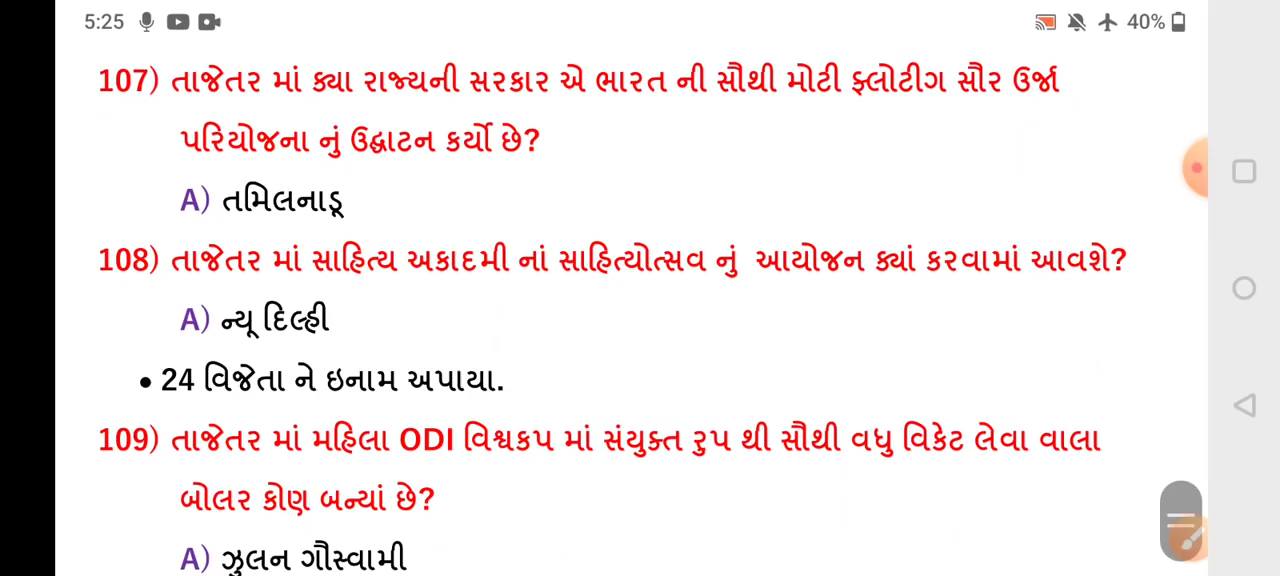 5:25
40%
107) તાજેતર માં ક્યા રાજ્યની સરકાર એ ભારત ની સૌથી મોટી ફ્લોટીગ સૌર ઉર્જા
પરિયોજના નું ઉદ્ઘાટન કર્યો છે?
A) તમિલનાડૂ
108) તાજેતર માં સાહિત્ય અકાદમી નાં સાહિત્યોત્સવ નું આયોજન ક્યાં કરવામાં આવશે?
A) ન્યૂ દિલ્હી
• 24 વિજેતા ને ઇનામ અપાયા.
109) તાજેતર માં મહિલા ODI વિશ્વકપ માં સંયુક્ત રુપ થી સૌથી વધુ વિકેટ લેવા વાલા
બોલર કોણ બન્યાં છે?
A) ઝુલન ગૌસ્વામી